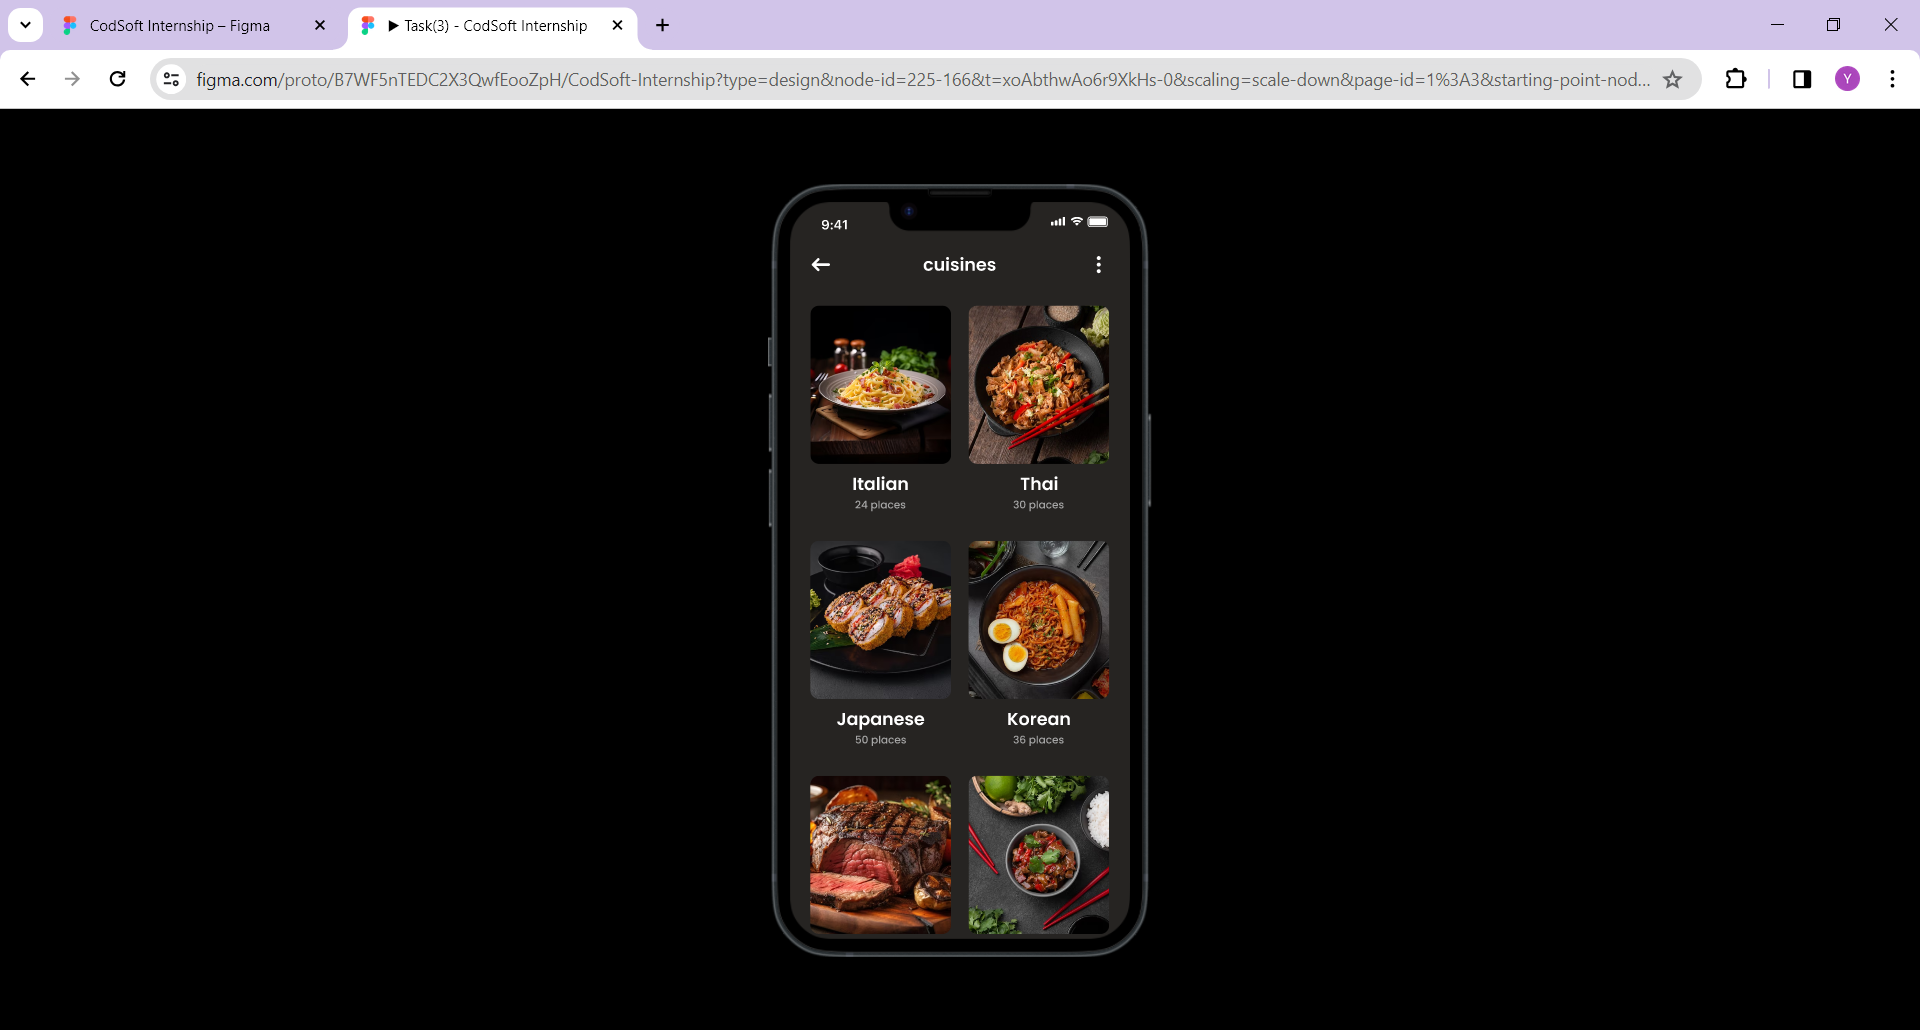 CodSoft Internship – Figma
▶ Task(3) - CodSoft Internship
figma.com/proto/B7WF5nTEDC2X3QwfEooZpH/CodSoft-Internship?type=design&node-id=225-166&t=xoAbthwAo6r9XkHs-0&scaling=scale-down&page-id=1%3A3&starting-point-nod...
Y
9:41
cuisines
Italian
24 places
Thai
30 places
Japanese
50 places
Korean
36 places